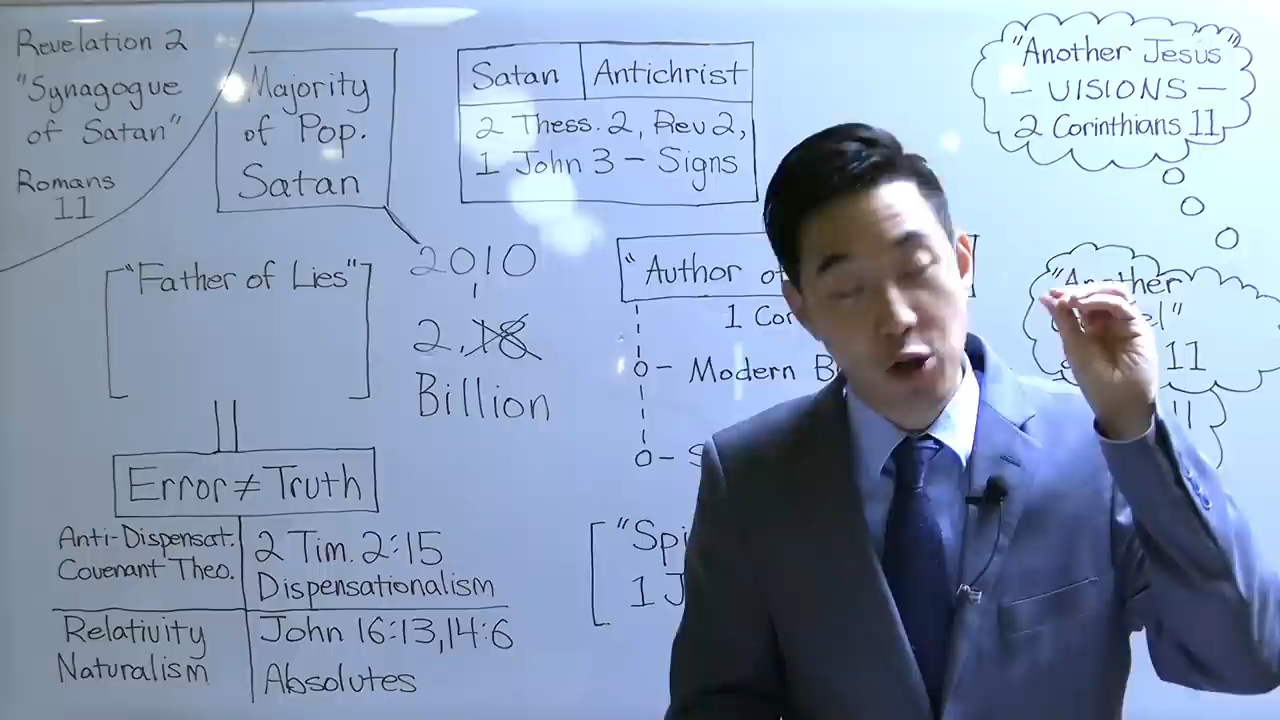 Revelation 2
"Synagogue
of Satan"
Romans
11
Majority
of Pop.
Satan
Satan
Antichrist
2 Thess. 2, Rev 2,
1 John 3 – Signs
"Another Jesus"
– VISIONS –
2 Corinthians 11
"Father of Lies"
2010
2.18
Billion
"Author
1 Cor
o- Modern
"Another
11
Error ≠ Truth
Anti-Dispensat.
Covenant Theo.
2 Tim. 2:15
Dispensationalism
Relativity
Naturalism
John 16:13,14:6
Absolutes
1